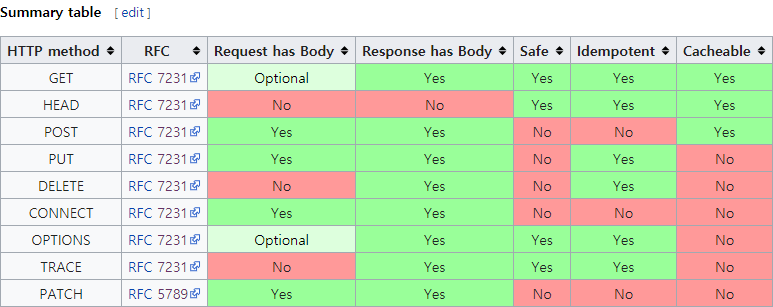 Summary table [ edit ]
HTTP method RFC Request has Body Response has Body Safe Idempotent Cacheable
GET RFC 7231 Optional Yes Yes Yes Yes
HEAD RFC 7231 No No Yes Yes Yes
POST RFC 7231 Yes Yes No No Yes
PUT RFC 7231 Yes Yes No Yes No
DELETE RFC 7231 No Yes No Yes No
CONNECT RFC 7231 Yes Yes No No No
OPTIONS RFC 7231 Optional Yes Yes Yes No
TRACE RFC 7231 No Yes Yes Yes No
PATCH RFC 5789 Yes Yes No No No